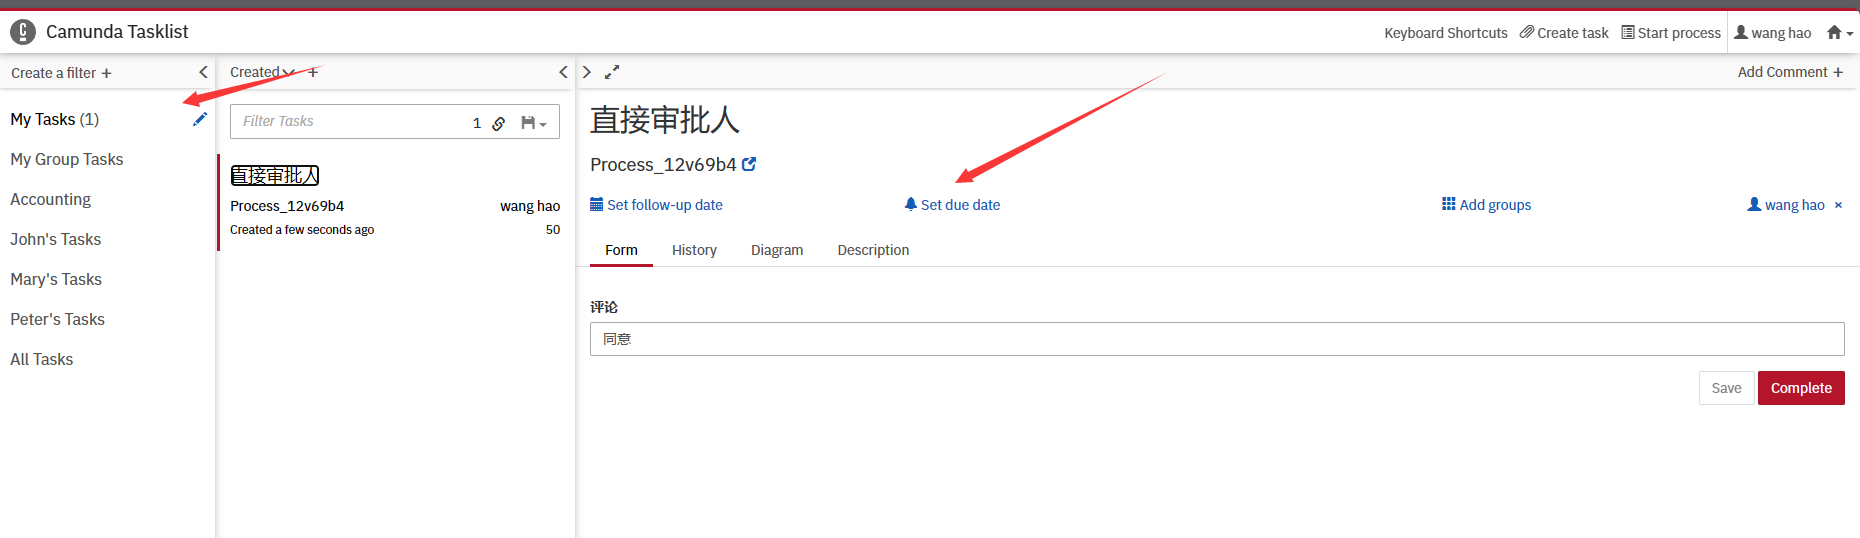 Camunda Tasklist
Keyboard Shortcuts Create task Start process wang hao
Create a filter +
My Tasks (1)
My Group Tasks
Accounting
John's Tasks
Mary's Tasks
Peter's Tasks
All Tasks
Created +
Filter Tasks 1
直接审批人
Process_12v69b4 wang hao
Created a few seconds ago 50
Add Comment +
直接审批人
Process_12v69b4
Set follow-up date Set due date Add groups wang hao ×
Form History Diagram Description
评论
同意
Save Complete